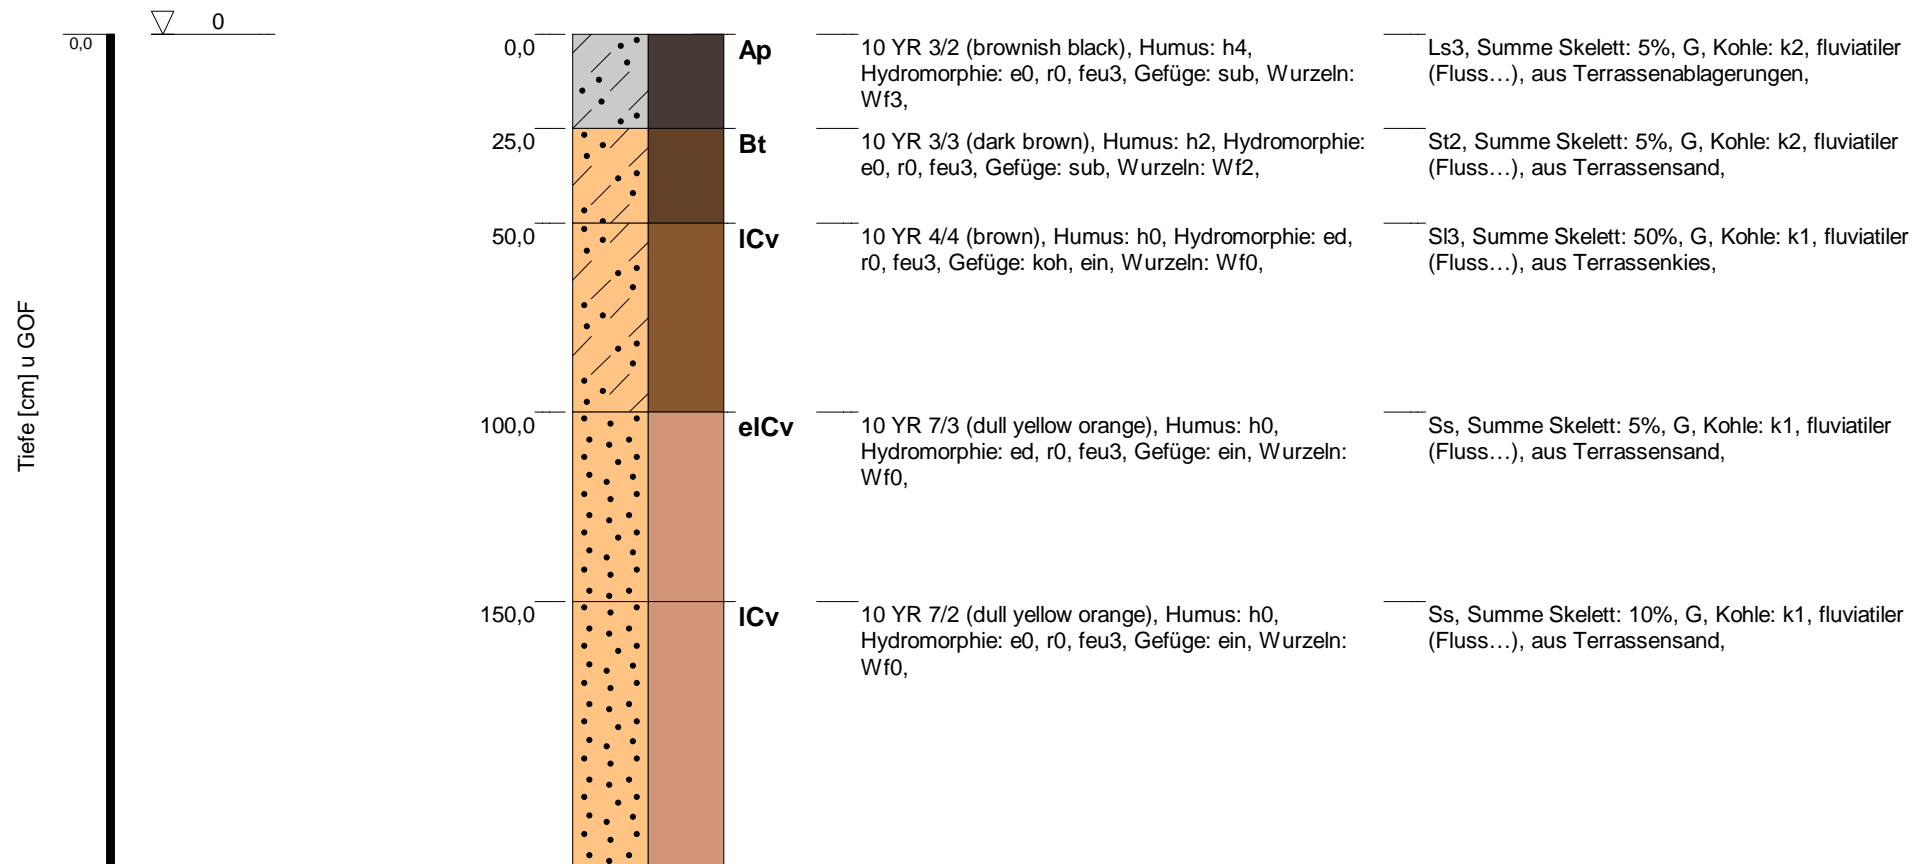 0
0,0
Tiefe [cm] u GOF
0,0
Ap
10 YR 3/2 (brownish black), Humus: h4,
Hydromorphie: e0, r0, feu3, Gefüge: sub, Wurzeln:
Wf3,
Ls3, Summe Skelett: 5%, G, Kohle: k2, fluviatiler
(Fluss…), aus Terrassenablagerungen,
25,0
Bt
10 YR 3/3 (dark brown), Humus: h2, Hydromorphie:
e0, r0, feu3, Gefüge: sub, Wurzeln: Wf2,
St2, Summe Skelett: 5%, G, Kohle: k2, fluviatiler
(Fluss…), aus Terrassensand,
50,0
lCv
10 YR 4/4 (brown), Humus: h0, Hydromorphie: ed,
r0, feu3, Gefüge: koh, ein, Wurzeln: Wf0,
Sl3, Summe Skelett: 50%, G, Kohle: k1, fluviatiler
(Fluss…), aus Terrassenkies,
100,0
elCv
10 YR 7/3 (dull yellow orange), Humus: h0,
Hydromorphie: ed, r0, feu3, Gefüge: ein, Wurzeln:
Wf0,
Ss, Summe Skelett: 5%, G, Kohle: k1, fluviatiler
(Fluss…), aus Terrassensand,
150,0
lCv
10 YR 7/2 (dull yellow orange), Humus: h0,
Hydromorphie: e0, r0, feu3, Gefüge: ein, Wurzeln:
Wf0,
Ss, Summe Skelett: 10%, G, Kohle: k1, fluviatiler
(Fluss…), aus Terrassensand,